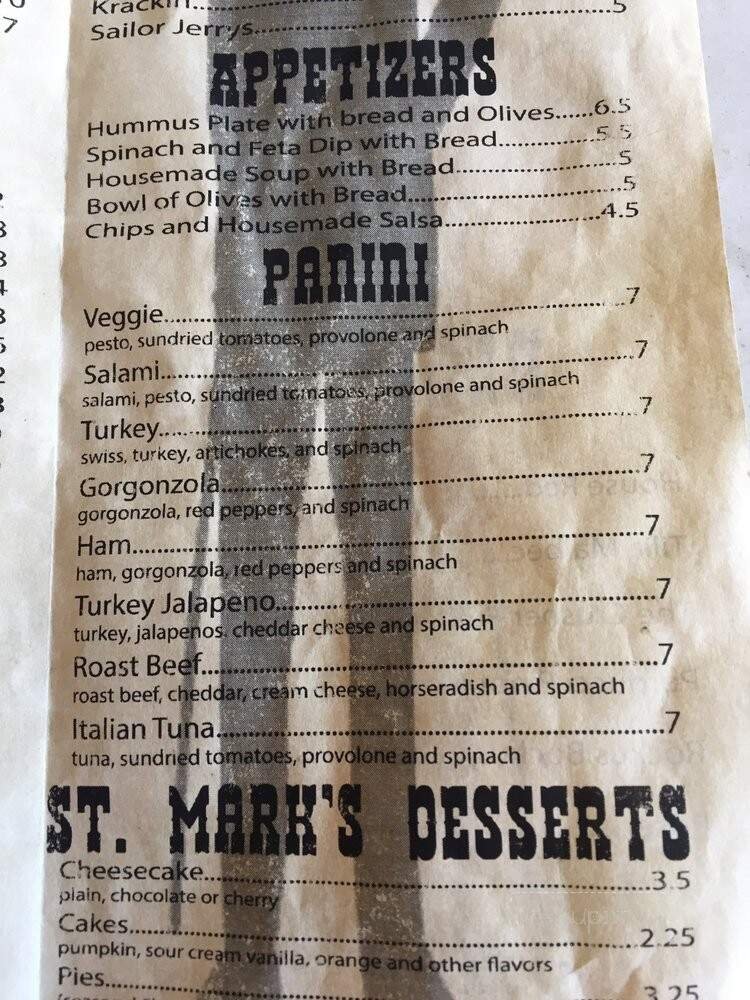 Sailor Jerrys..........................................
APPETIZERS
Hummus Plate with bread and Olives......6.5
Spinach and Feta Dip with Bread..............5.5
Housemade Soup with Bread.....................5
Bowl of Olives with Bread............................5
Chips and Housemade Salsa....................4.5
PANINI
Veggie..........................................................7
pesto, sundried tomatoes, provolone and spinach
Salami..........................................................7
salami, pesto, sundried tomatoes, provolone and spinach
Turkey..........................................................7
swiss, turkey, artichokes, and spinach
Gorgonzola..................................................7
gorgonzola, red peppers, and spinach
Ham..............................................................7
ham, gorgonzola, red peppers and spinach
Turkey Jalapeno...........................................7
turkey, jalapenos, cheddar cheese and spinach
Roast Beef....................................................7
roast beef, cheddar, cream cheese, horseradish and spinach
Italian Tuna..................................................7
tuna, sundried tomatoes, provolone and spinach
ST. MARK'S DESSERTS
Cheesecake................................................3.5
plain, chocolate or cherry
Cakes.........................................................2.25
pumpkin, sour cream vanilla, orange and other flavors
Pies............................................................3.25